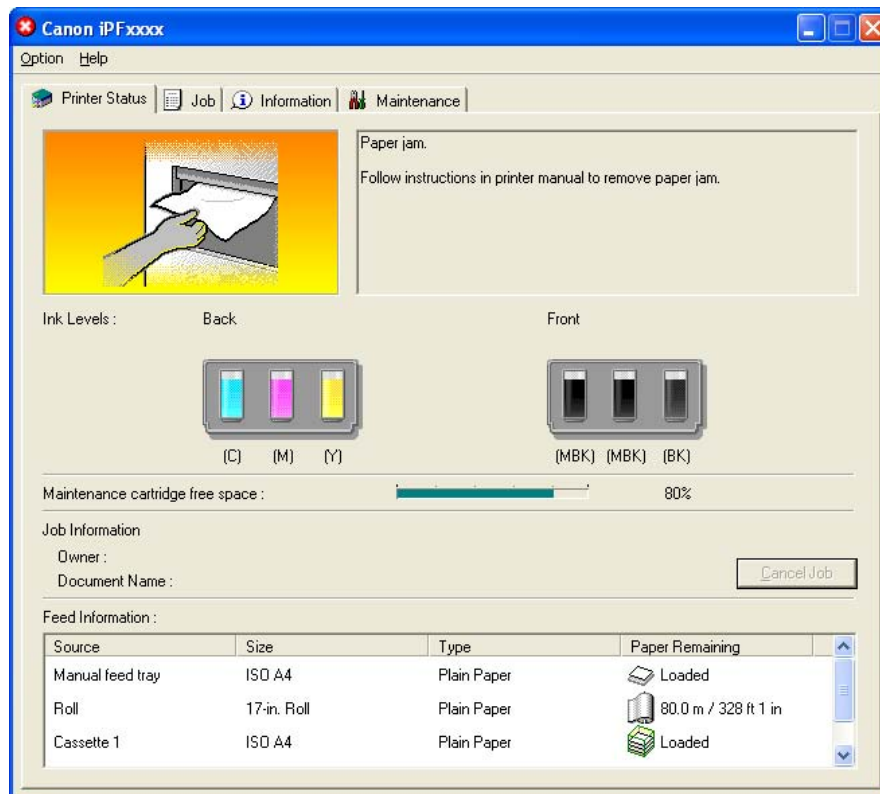 Canon iPFxxxx
Option Help
Printer Status Job Information Maintenance
Paper jam.
Follow instructions in printer manual to remove paper jam.
Ink Levels : Back Front
(C) (M) (Y) (MBK) (MBK) (BK)
Maintenance cartridge free space : 80%
Job Information
Owner :
Document Name :
Cancel Job
Feed Information :
Source Size Type Paper Remaining
Manual feed tray ISO A4 Plain Paper Loaded
Roll 17-in. Roll Plain Paper 80.0 m / 328 ft 1 in
Cassette 1 ISO A4 Plain Paper Loaded